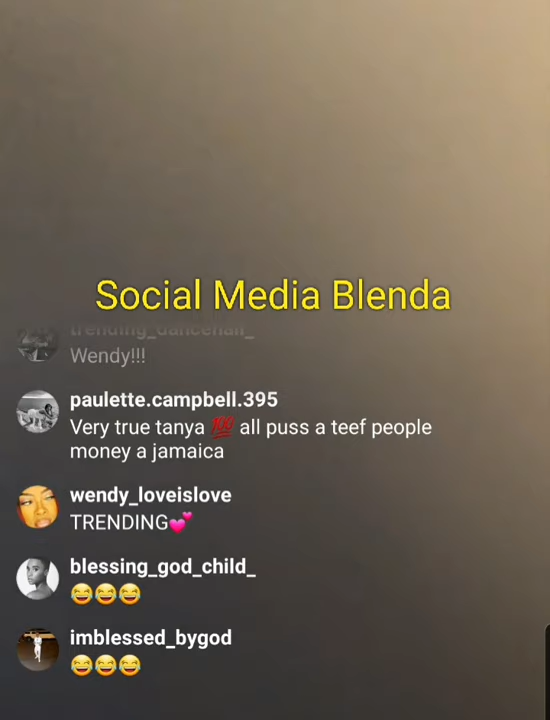 Social Media Blenda
trending_dancehall_
Wendy!!!
paulette.campbell.395
Very true tanya 💯 all puss a teef people
money a jamaica
wendy_loveislove
TRENDING💕
blessing_god_child_
😂😂😂
imblessed_bygod
😂😂😂